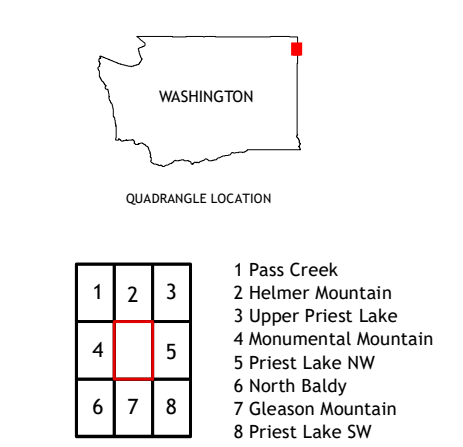 WASHINGTON
QUADRANGLE LOCATION
1 2 3
4 5
6 7 8
1 Pass Creek
2 Helmer Mountain
3 Upper Priest Lake
4 Monumental Mountain
5 Priest Lake NW
6 North Baldy
7 Gleason Mountain
8 Priest Lake SW